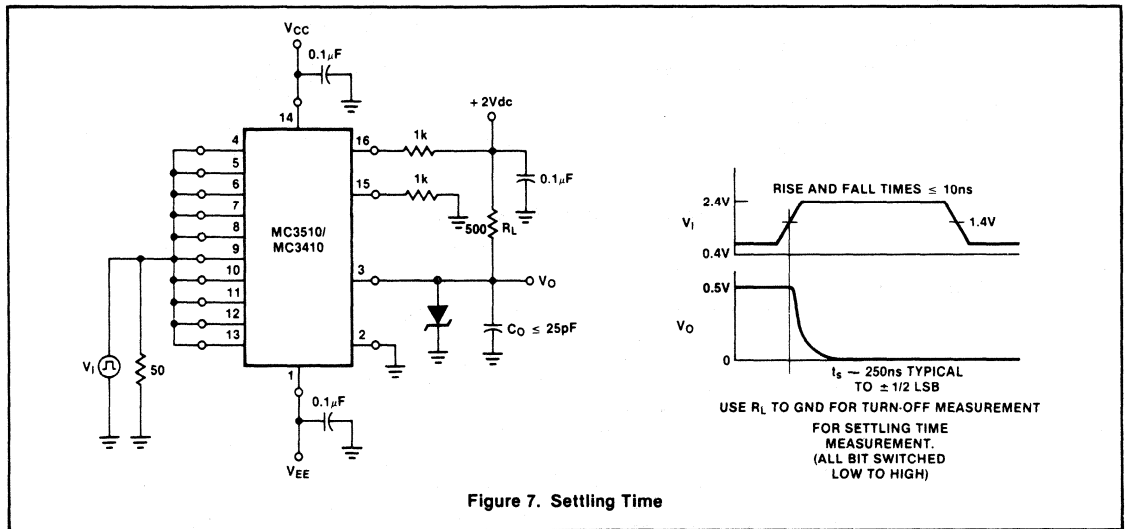 VCC
0.1µF
14
+ 2Vdc
4
5
6
7
8
9
10
11
12
13
16
1k
15
1k
0.1µF
500 RL
MC3510/
MC3410
3
VO
CO ≤ 25pF
2
VI
50
1
0.1µF
VEE
RISE AND FALL TIMES ≤ 10ns
2.4V
VI
1.4V
0.4V
0.5V
VO
0
ts — 250ns TYPICAL
TO ± 1/2 LSB
USE RL TO GND FOR TURN-OFF MEASUREMENT
FOR SETTLING TIME
MEASUREMENT.
(ALL BIT SWITCHED
LOW TO HIGH)
Figure 7. Settling Time